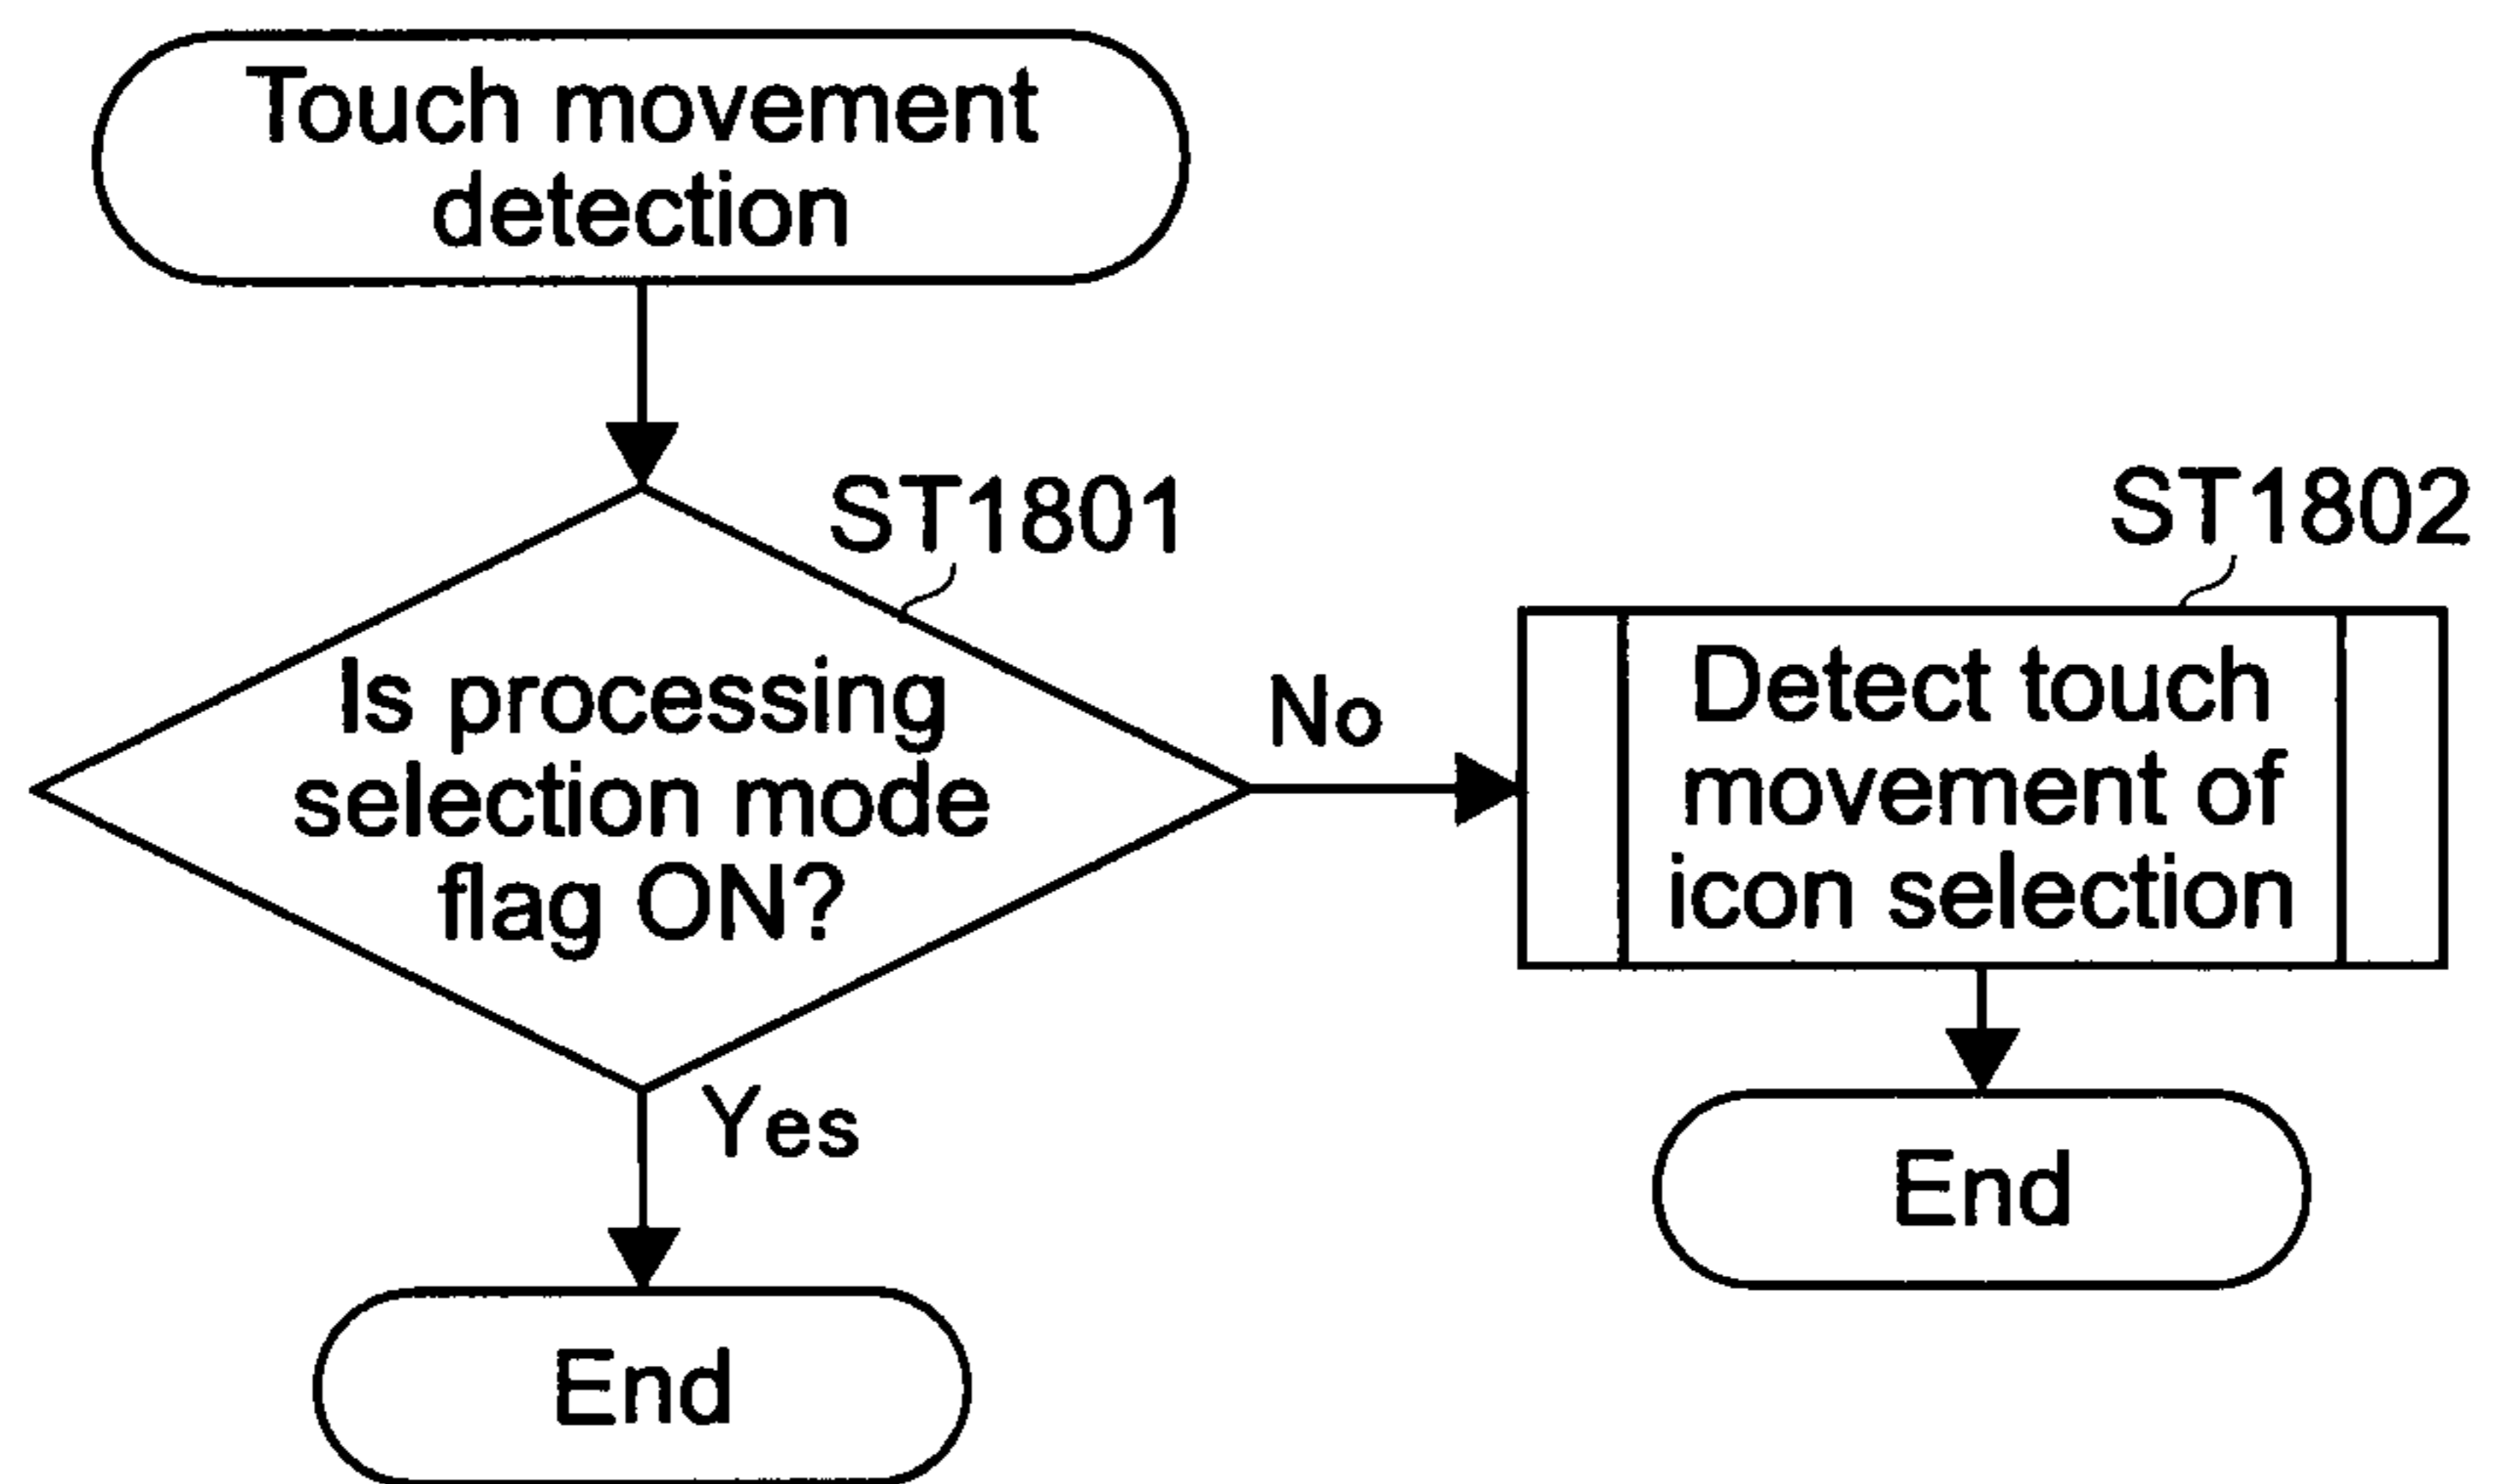 Touch movement
detection
ST1801
Is processing
selection mode
flag ON?
No
ST1802
Detect touch
movement of
icon selection
Yes
End
End